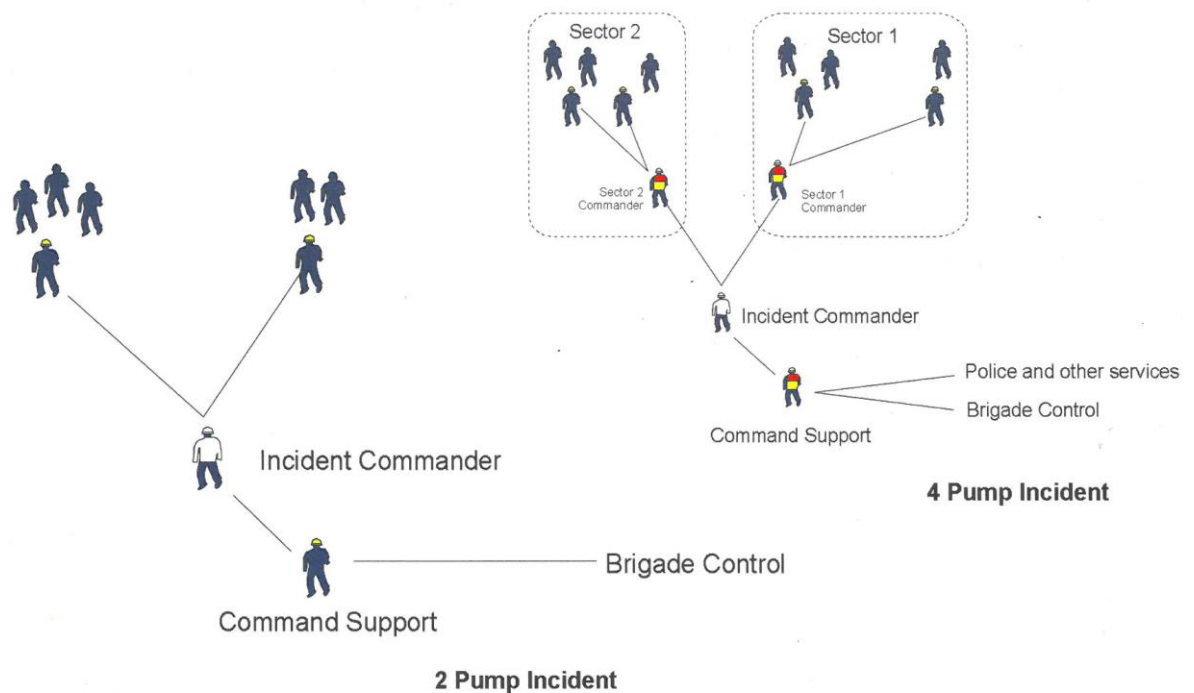 Sector 2
Sector 1
Sector 2
Commander
Sector 1
Commander
Incident Commander
Police and other services
Brigade Control
Command Support
4 Pump Incident
Incident Commander
Brigade Control
Command Support
2 Pump Incident